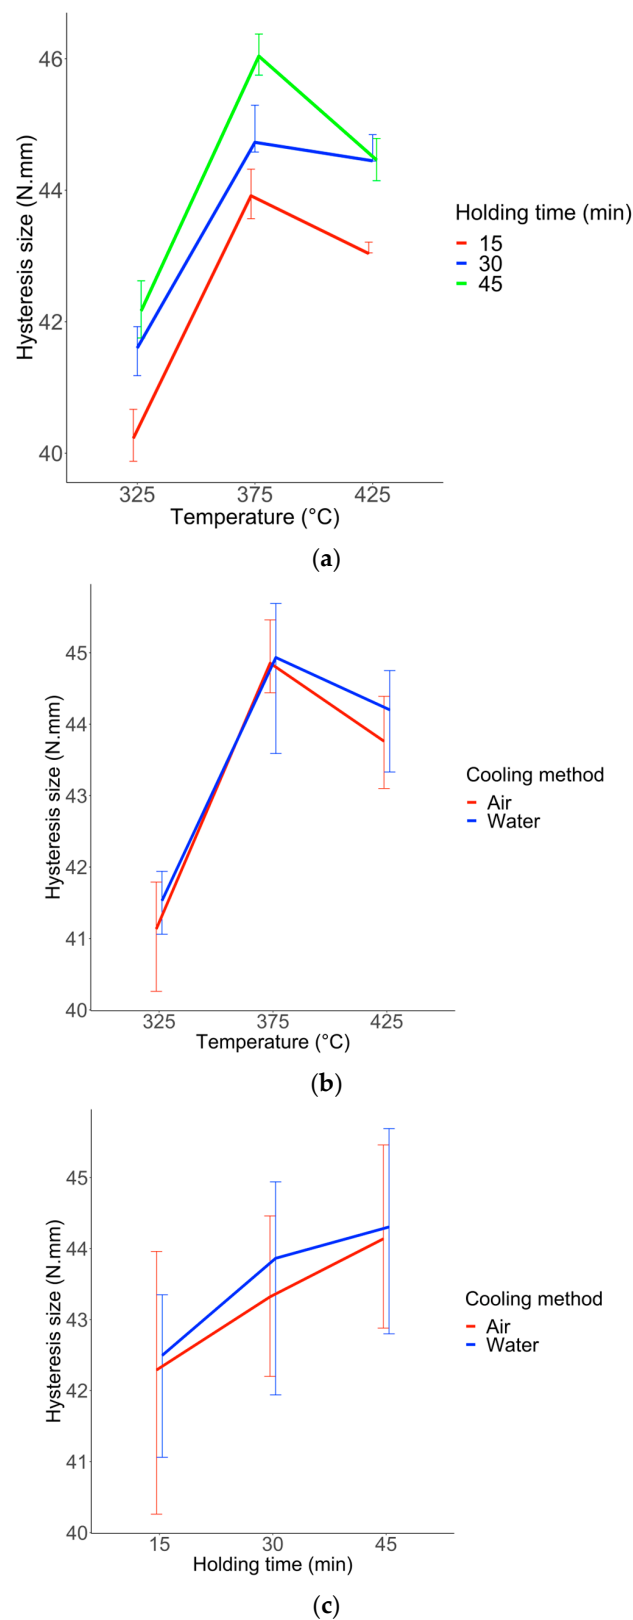 46
44
42
40
Hysteresis size (N.mm)
325 375 425
Temperature (°C)
Holding time (min)
15
30
45
(a)
45
44
43
42
41
40
Hysteresis size (N.mm)
325 375 425
Temperature (°C)
Cooling method
Air
Water
(b)
45
44
43
42
41
40
Hysteresis size (N.mm)
15 30 45
Holding time (min)
Cooling method
Air
Water
(c)